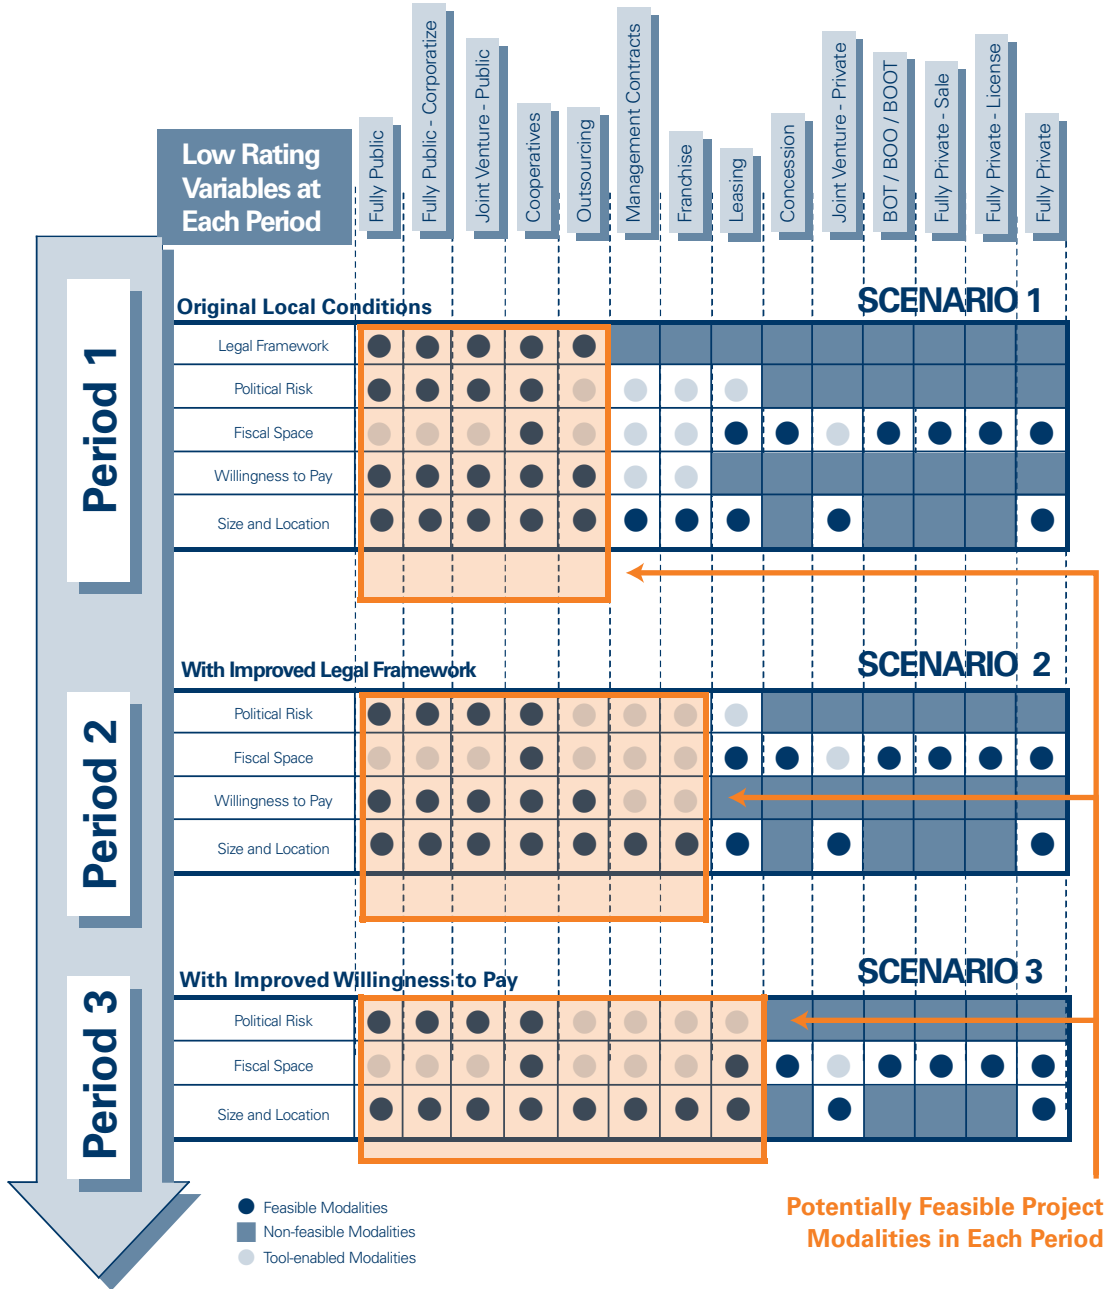 Low Rating
Variables at
Each Period
Fully Public
Fully Public - Corporatize
Joint Venture - Public
Cooperatives
Outsourcing
Management Contracts
Franchise
Leasing
Concession
Joint Venture - Private
BOT / BOO / BOOT
Fully Private - Sale
Fully Private - License
Fully Private
Period 1
Original Local Conditions
SCENARIO 1
Legal Framework
Political Risk
Fiscal Space
Willingness to Pay
Size and Location
Period 2
With Improved Legal Framework
SCENARIO 2
Political Risk
Fiscal Space
Willingness to Pay
Size and Location
Period 3
With Improved Willingness to Pay
SCENARIO 3
Political Risk
Fiscal Space
Size and Location
Feasible Modalities
Non-feasible Modalities
Tool-enabled Modalities
Potentially Feasible Project
Modalities in Each Period